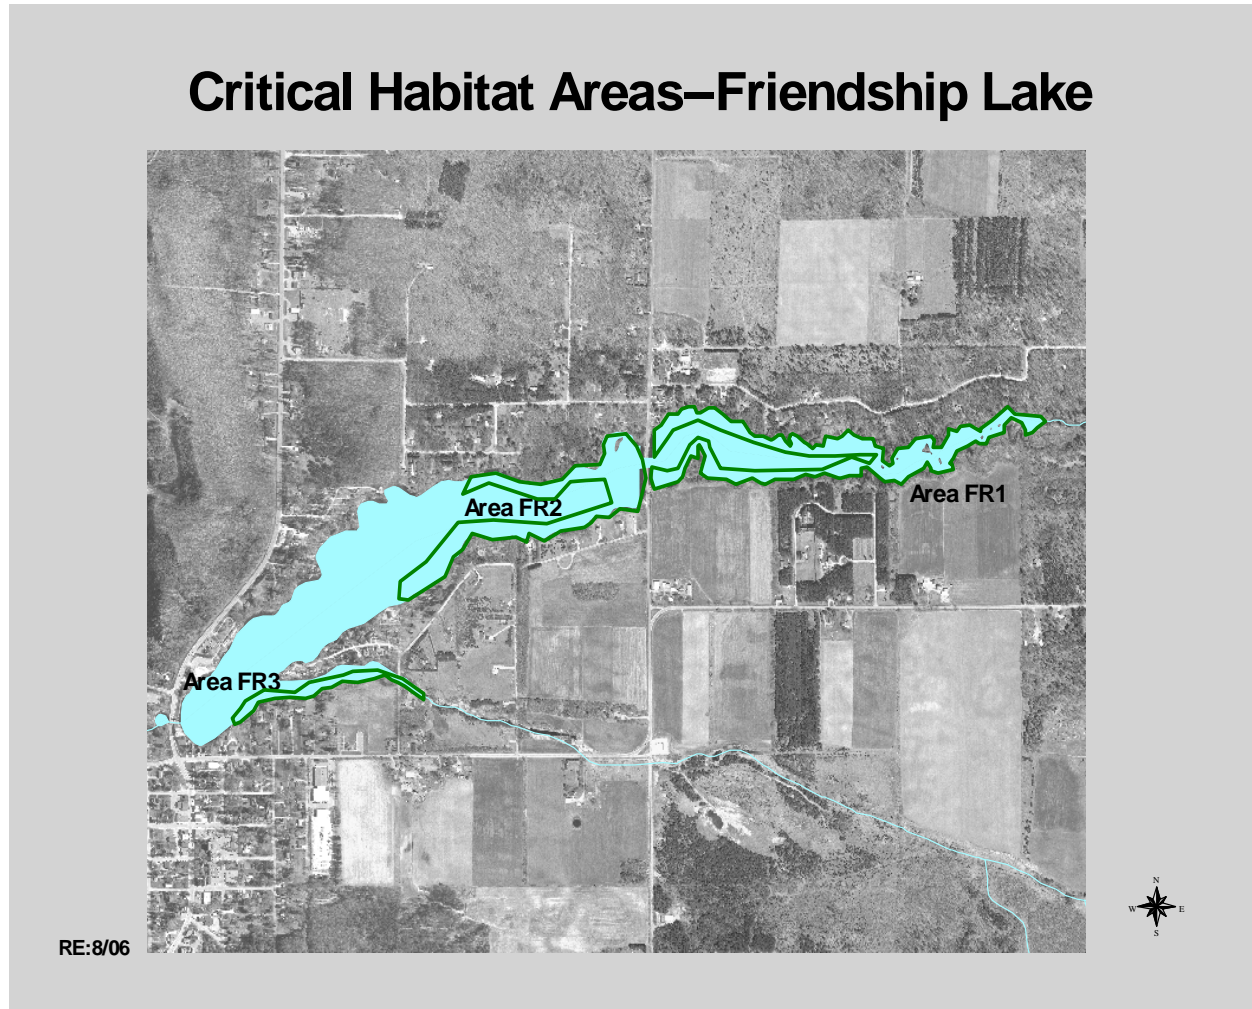 Critical Habitat Areas–Friendship Lake
Area FR2
Area FR1
Area FR3
N
W E
S
RE:8/06